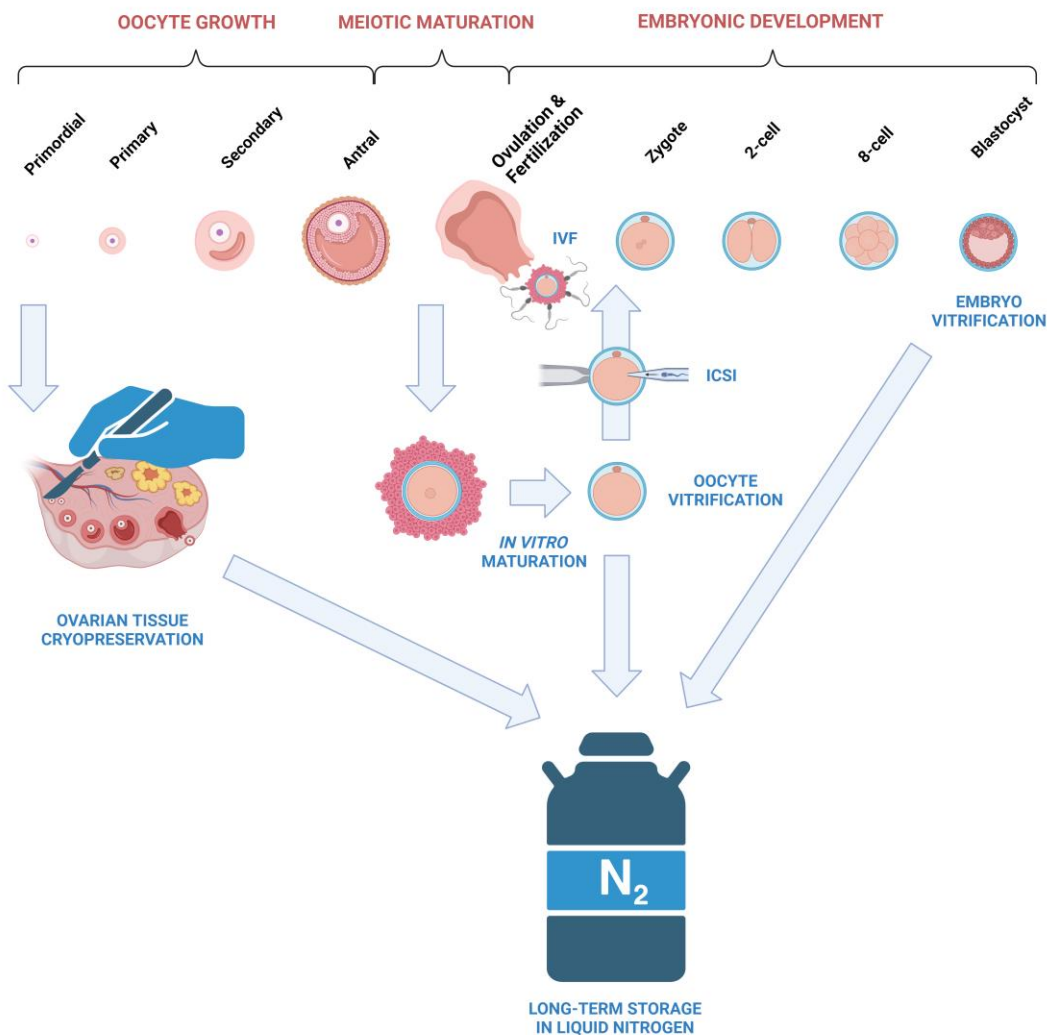 OOCYTE GROWTH
MEIOTIC MATURATION
EMBRYONIC DEVELOPMENT
Primordial
Primary
Secondary
Antral
Ovulation &
Fertilization
Zygote
2-cell
8-cell
Blastocyst
IVF
EMBRYO
VITRIFICATION
ICSI
OOCYTE
VITRIFICATION
IN VITRO
MATURATION
OVARIAN TISSUE
CRYOPRESERVATION
N2
LONG-TERM STORAGE
IN LIQUID NITROGEN